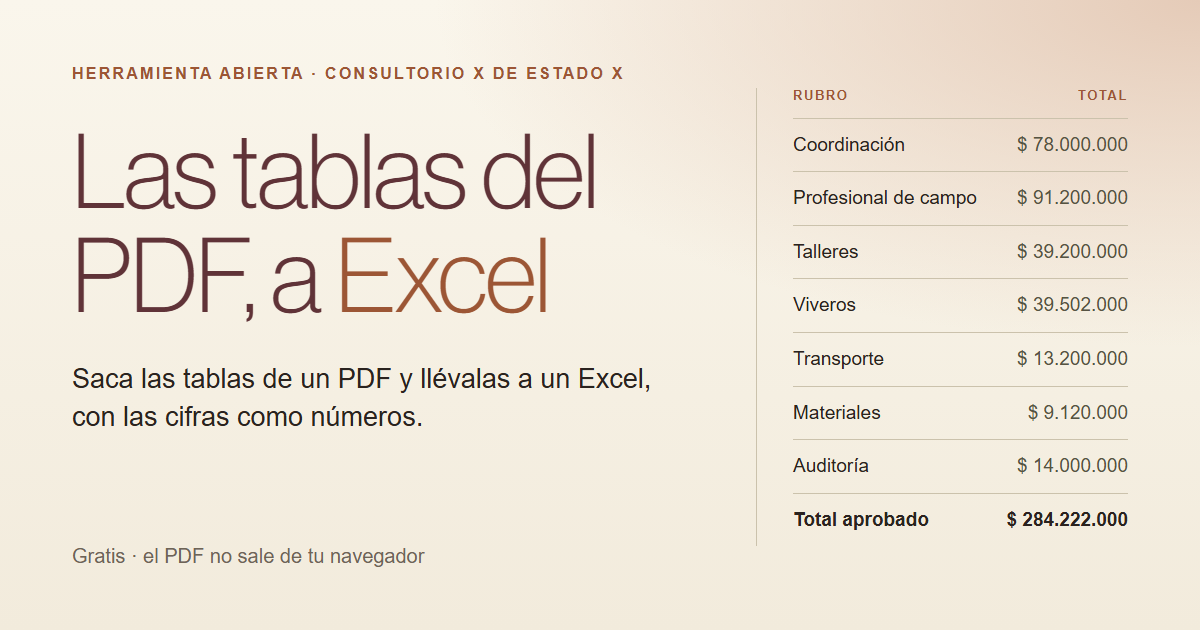 HERRAMIENTA ABIERTA · CONSULTORIO X DE ESTADO X
Las tablas del
PDF, a Excel
Saca las tablas de un PDF y llévalas a un Excel,
con las cifras como números.
Gratis · el PDF no sale de tu navegador
RUBRO TOTAL
Coordinación $ 78.000.000
Profesional de campo $ 91.200.000
Talleres $ 39.200.000
Viveros $ 39.502.000
Transporte $ 13.200.000
Materiales $ 9.120.000
Auditoría $ 14.000.000
Total aprobado $ 284.222.000